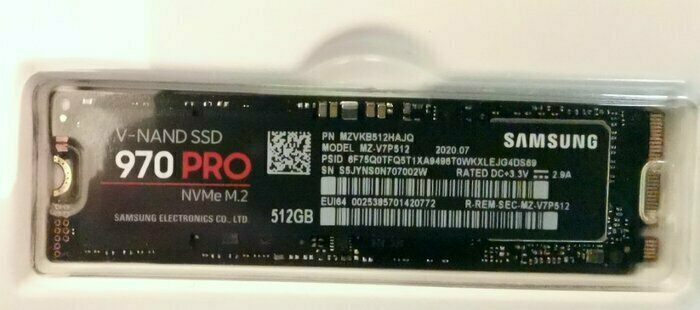 V-NAND SSD
970 PRO
NVMe M.2
SAMSUNG ELECTRONICS CO., LTD.
512GB
PN MZVKB512HAJQ
MODEL MZ-V7P512 2020.07
PSID 6F75Q0TFQ5T1XA9496T0WKXLEJG4DS69
SN S5JYNS0N707002W RATED DC+3.3V 2.9A
EUI64 0025385701420772 R-REM-SEC-MZ-V7P512
SAMSUNG